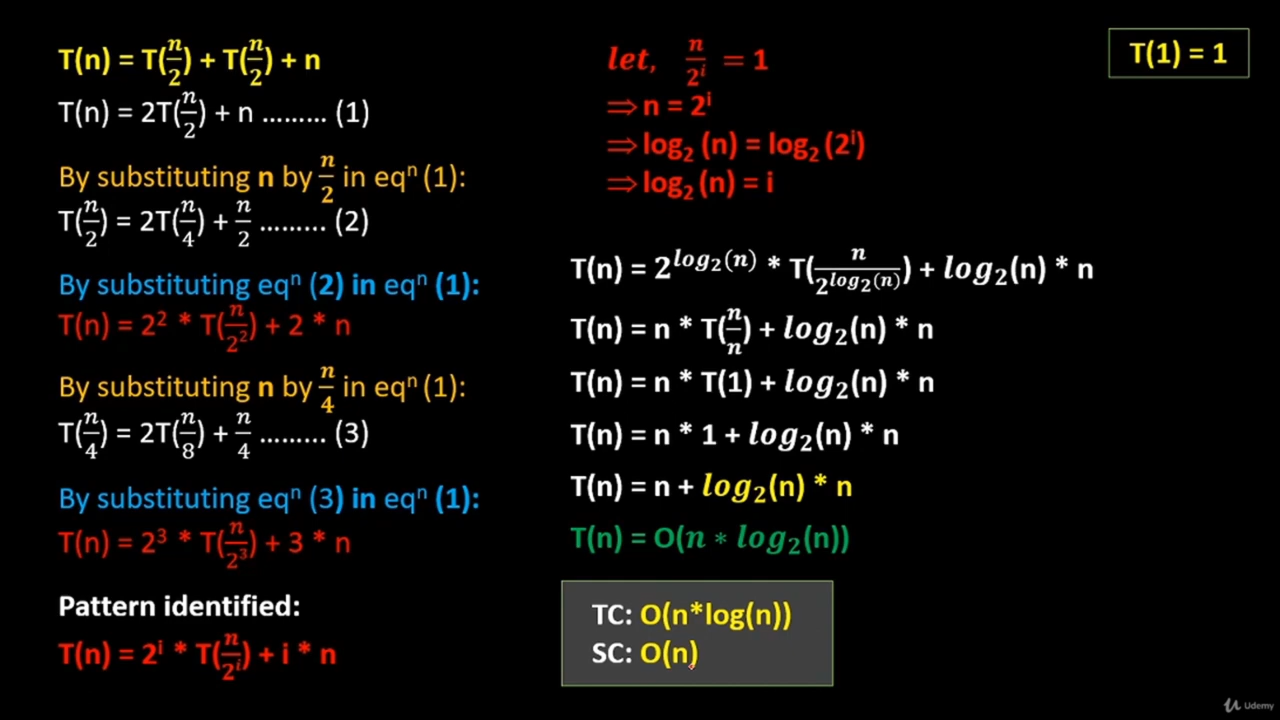 T(n) = T(n/2) + T(n/2) + n
T(n) = 2T(n/2) + n ......... (1)
By substituting n by n/2 in eqⁿ (1):
T(n/2) = 2T(n/4) + n/2 ......... (2)
By substituting eqⁿ (2) in eqⁿ (1):
T(n) = 2² * T(n/2²) + 2 * n
By substituting n by n/4 in eqⁿ (1):
T(n/4) = 2T(n/8) + n/4 ......... (3)
By substituting eqⁿ (3) in eqⁿ (1):
T(n) = 2³ * T(n/2³) + 3 * n
Pattern identified:
T(n) = 2ⁱ * T(n/2ⁱ) + i * n
let, n/2ⁱ = 1
⇒ n = 2ⁱ
⇒ log₂ (n) = log₂ (2ⁱ)
⇒ log₂ (n) = i
T(n) = 2^log₂(n) * T(n/2^log₂(n)) + log₂(n) * n
T(n) = n * T(n/n) + log₂(n) * n
T(n) = n * T(1) + log₂(n) * n
T(n) = n * 1 + log₂(n) * n
T(n) = n + log₂(n) * n
T(n) = O(n * log₂(n))
TC: O(n*log(n))
SC: O(n)
T(1) = 1
Udemy